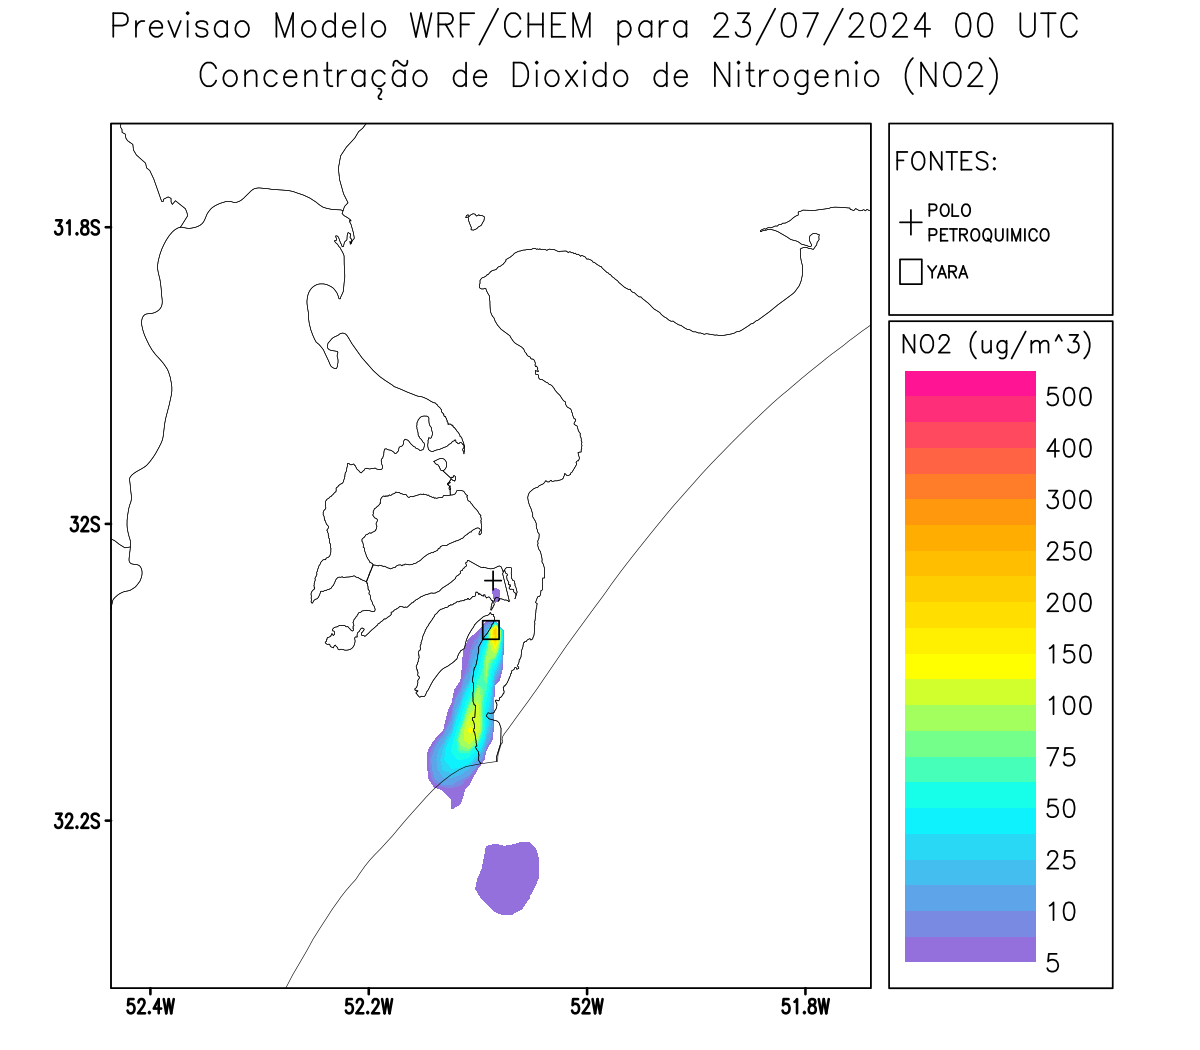 Previsao Modelo WRF/CHEM para 23/07/2024 00 UTC
Concentração de Dioxido de Nitrogenio (NO2)
FONTES:
POLO
PETROQUIMICO
YARA
31.8S
32S
32.2S
52.4W
52.2W
52W
51.8W
NO2 (ug/m^3)
500
400
300
250
200
150
100
75
50
25
10
5